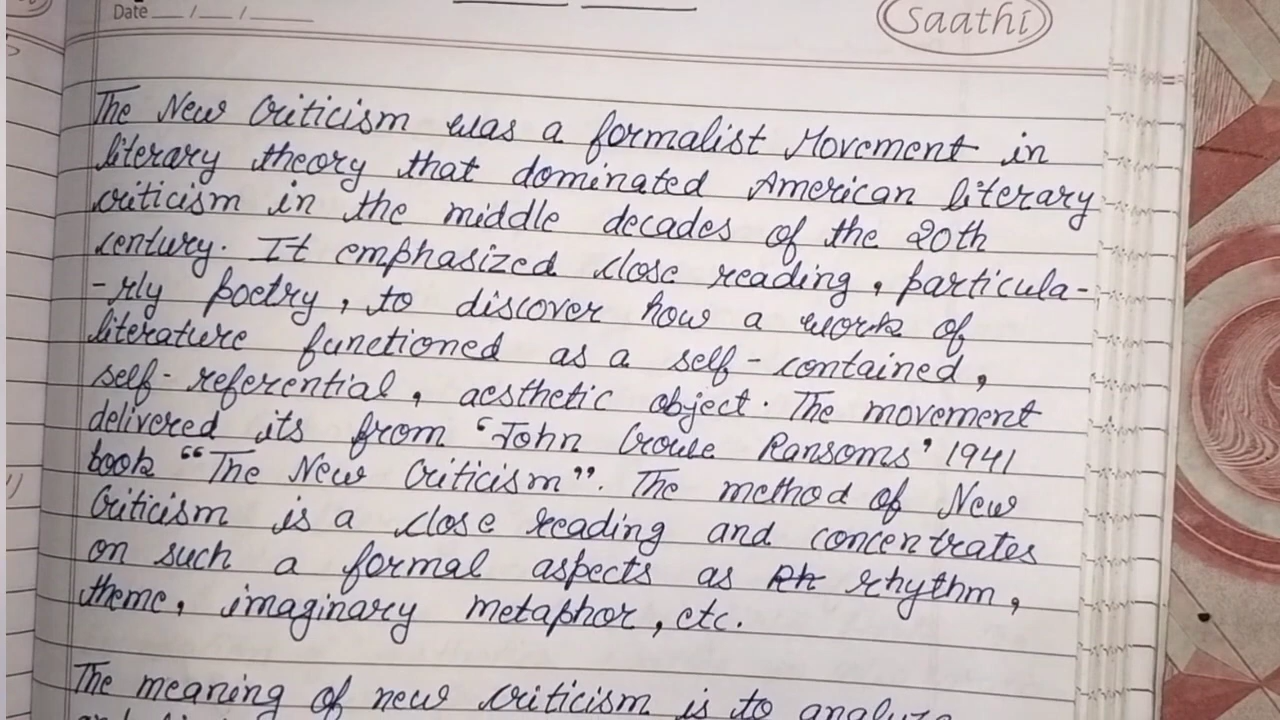 Date __/__/____
Saathi
The New Criticism was a formalist Movement in
literary theory that dominated American literary
criticism in the middle decades of the 20th
century. It emphasized close reading, particula-
-rly poetry, to discover how a work of
literature functioned as a self-contained,
self-referential, aesthetic object. The movement
delivered its from ‘John Crowe Ransoms’ 1941
book “The New Criticism”. The method of New
Criticism is a close reading and concentrates
on such a formal aspects as rhythm,
theme, imaginary metaphor, etc.
The meaning of new criticism is to analyze